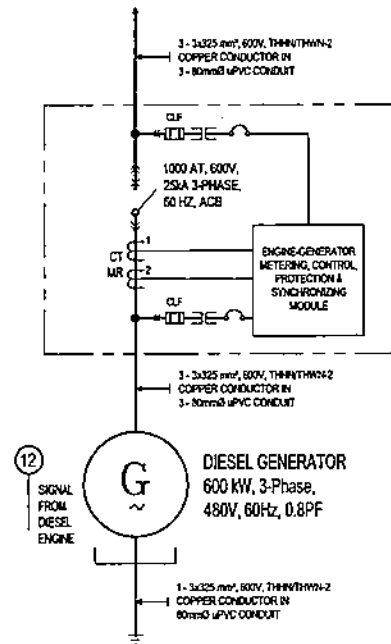 3 - 3x325 mm², 600V, THHN/THWN-2
COPPER CONDUCTOR IN
3 - 80mmØ uPVC CONDUIT
CLF
1000 AT, 600V,
25kA 3-PHASE,
60 HZ, ACB
1
CT
MR
2
ENGINE-GENERATOR
METERING, CONTROL,
PROTECTION &
SYNCHRONIZING
MODULE
CLF
3 - 3x325 mm², 600V, THHN/THWN-2
COPPER CONDUCTOR IN
3 - 80mmØ uPVC CONDUIT
12
SIGNAL
FROM
DIESEL
ENGINE
G
~
DIESEL GENERATOR
600 kW, 3-Phase,
480V, 60Hz, 0.8PF
1 - 3x325 mm², 600V, THHN/THWN-2
COPPER CONDUCTOR IN
80mmØ uPVC CONDUIT